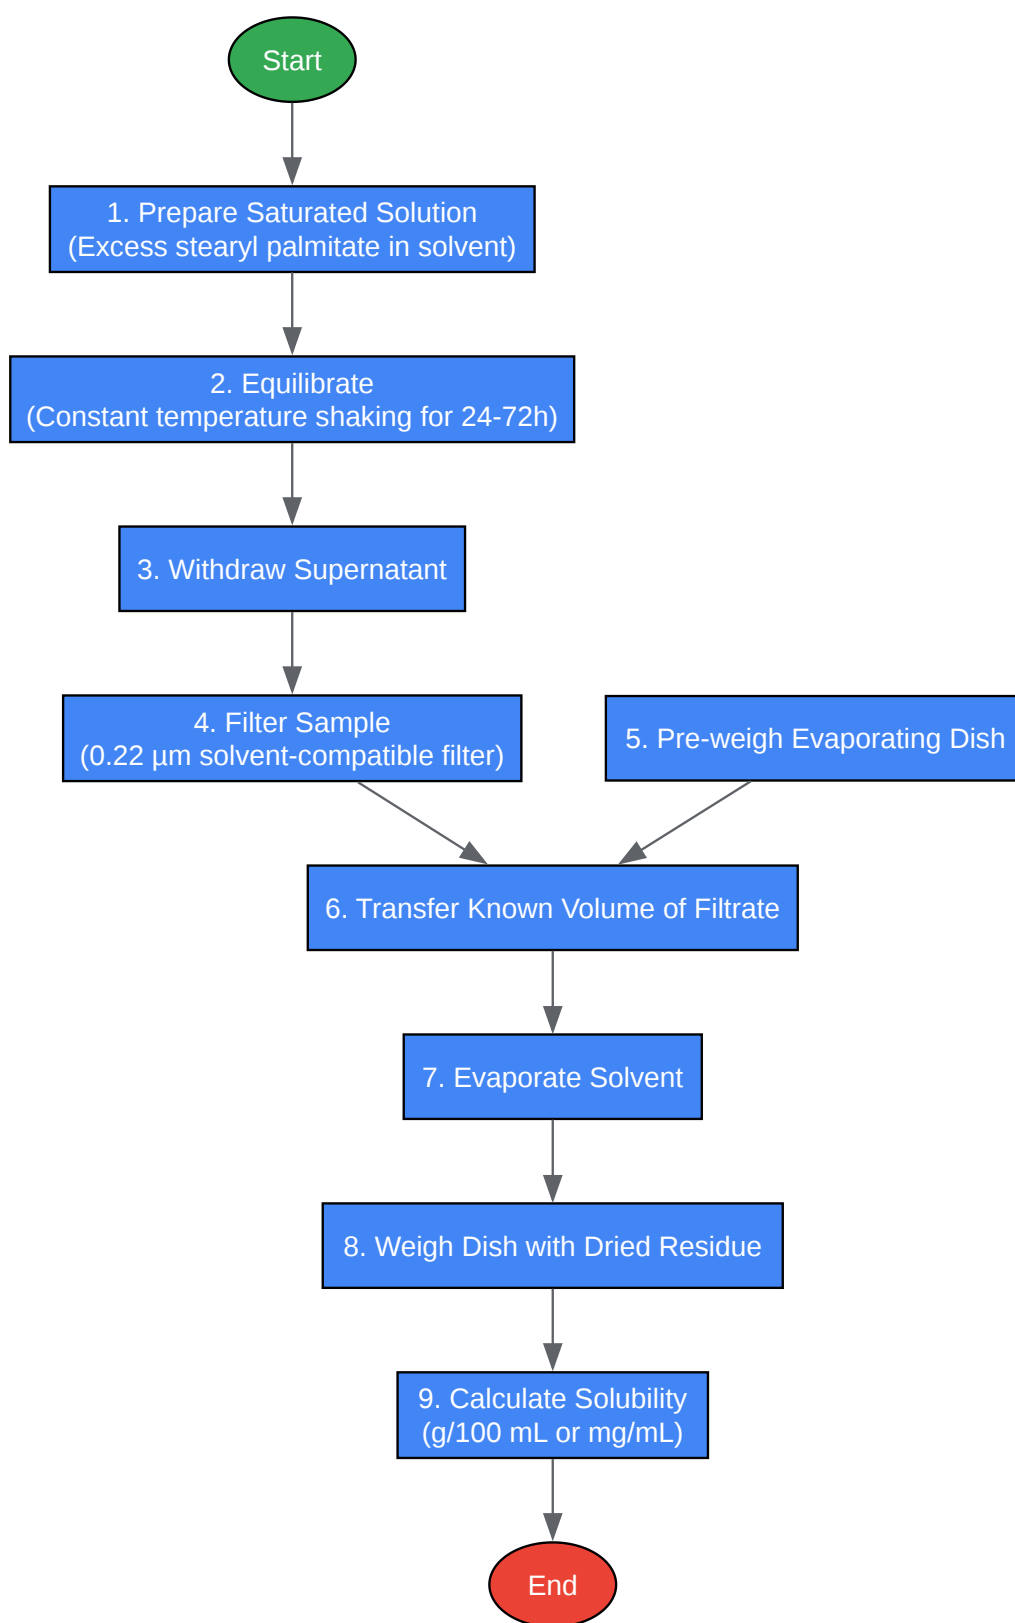 Start
1. Prepare Saturated Solution
(Excess stearyl palmitate in solvent)
2. Equilibrate
(Constant temperature shaking for 24-72h)
3. Withdraw Supernatant
4. Filter Sample
(0.22 µm solvent-compatible filter)
5. Pre-weigh Evaporating Dish
6. Transfer Known Volume of Filtrate
7. Evaporate Solvent
8. Weigh Dish with Dried Residue
9. Calculate Solubility
(g/100 mL or mg/mL)
End